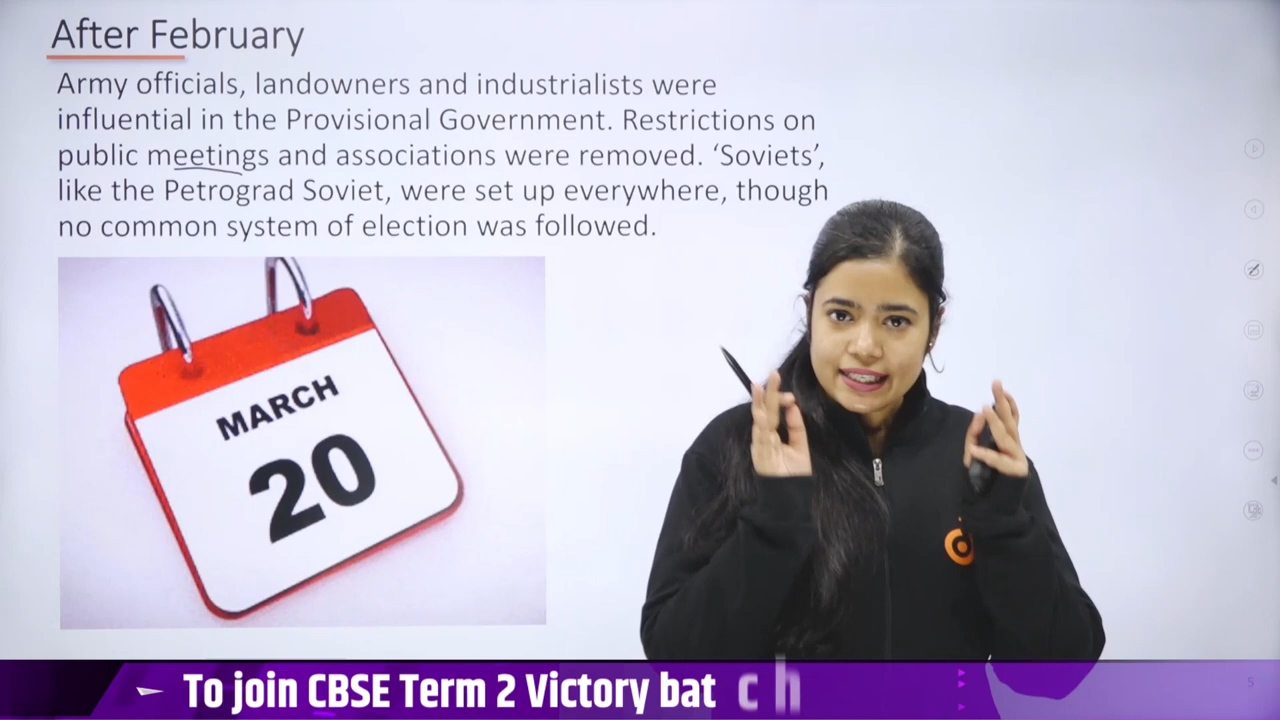 After February
Army officials, landowners and industrialists were
influential in the Provisional Government. Restrictions on
public meetings and associations were removed. ‘Soviets’,
like the Petrograd Soviet, were set up everywhere, though
no common system of election was followed.
MARCH
20
To join CBSE Term 2 Victory batch
5